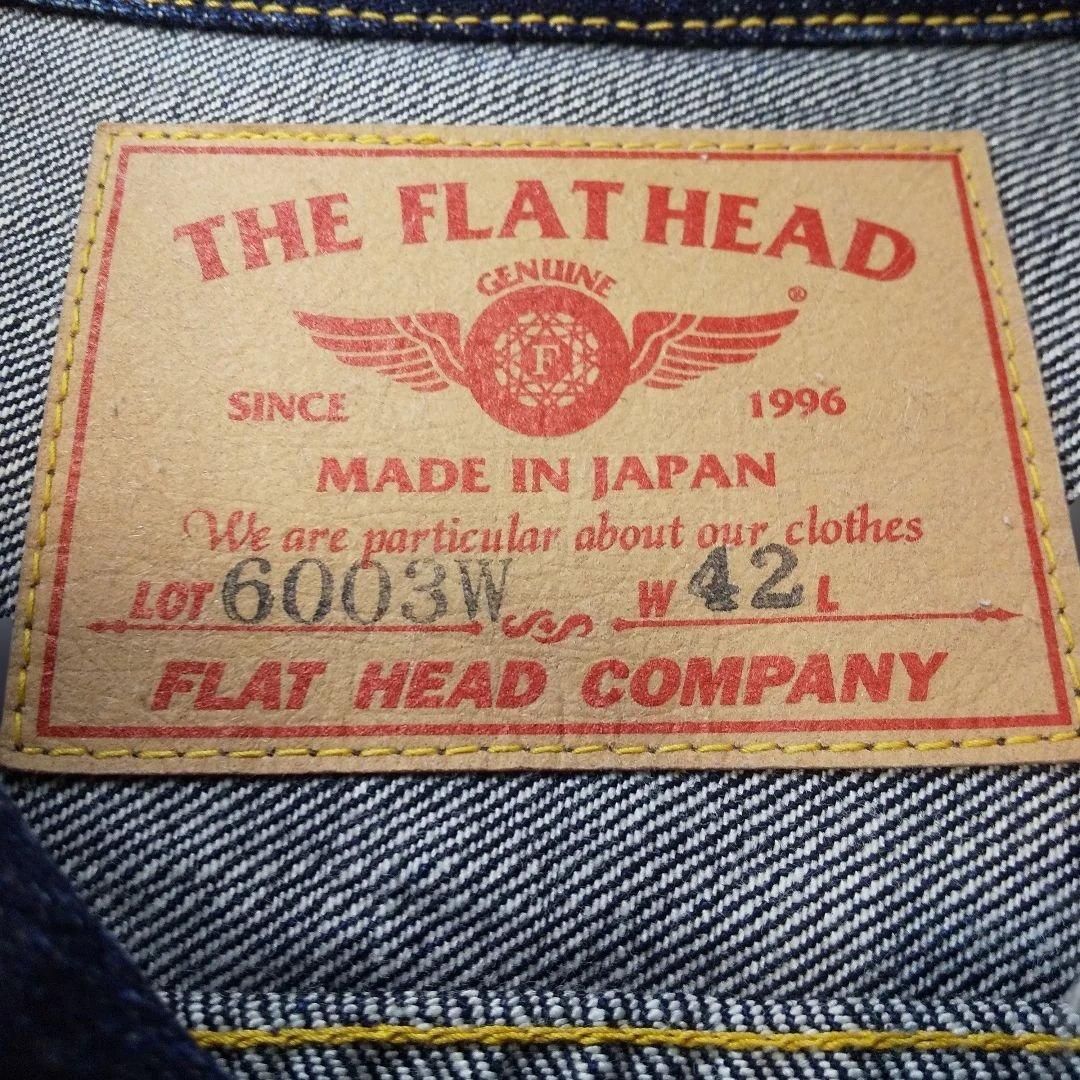 THE FLAT HEAD
GENUINE
®
F
SINCE 1996
MADE IN JAPAN
We are particular about our clothes
LOT 6003W W 42 L
FLAT HEAD COMPANY